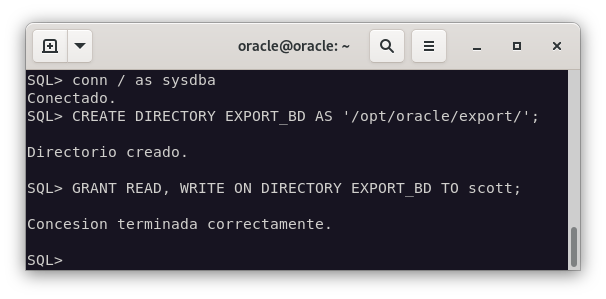 oracle@oracle: ~
SQL> conn / as sysdba
Conectado.
SQL> CREATE DIRECTORY EXPORT_BD AS '/opt/oracle/export/';
Directorio creado.
SQL> GRANT READ, WRITE ON DIRECTORY EXPORT_BD TO scott;
Concesion terminada correctamente.
SQL>